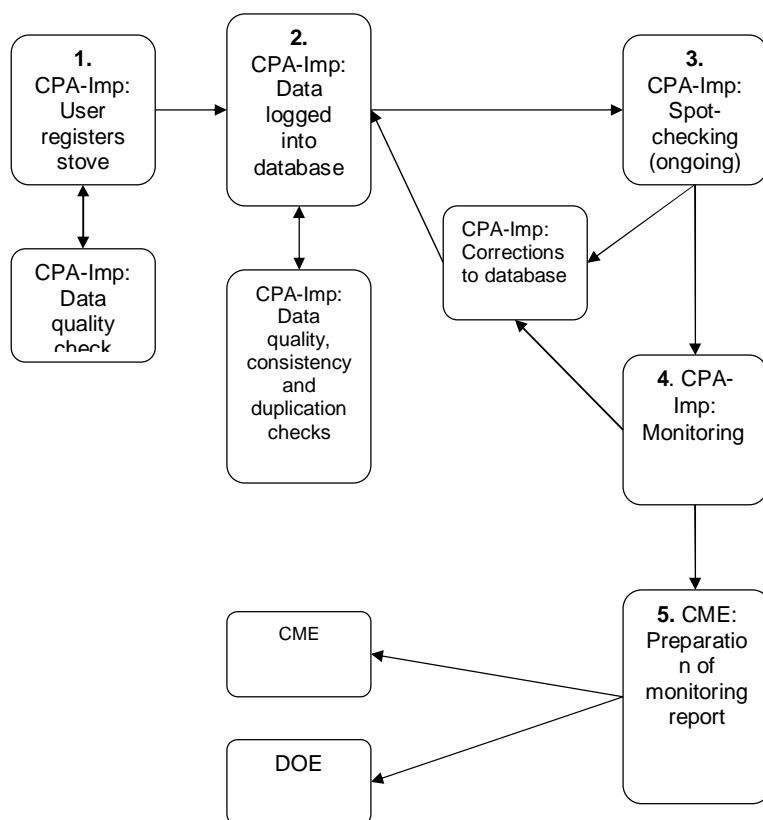 1.
CPA-Imp:
User
registers
stove
2.
CPA-Imp:
Data
logged
into
database
3.
CPA-Imp:
Spot-
checking
(ongoing)
CPA-Imp:
Data
quality
check
CPA-Imp:
Data
quality,
consistency
and
duplication
checks
CPA-Imp:
Corrections
to database
4. CPA-
Imp:
Monitoring
5. CME:
Preparatio
n of
monitoring
report
CME
DOE